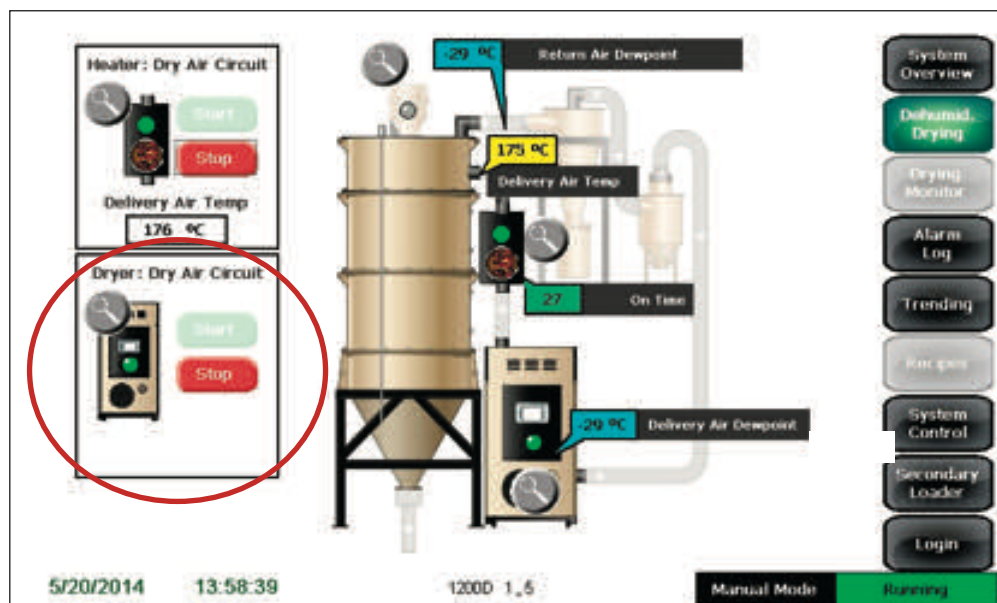 Heater: Dry Air Circuit
Start
Stop
Delivery Air Temp
176 ºC
Dryer: Dry Air Circuit
Start
Stop
-29 ºC
Return Air Dewpoint
175 ºC
Delivery Air Temp
27
On Time
-29 ºC
Delivery Air Dewpoint
System
Overview
Dehumid.
Drying
Drying
Monitor
Alarm
Log
Trending
Recipes
System
Control
Secondary
Loader
Login
5/20/2014
13:58:39
1200D 1.5
Manual Mode
Running